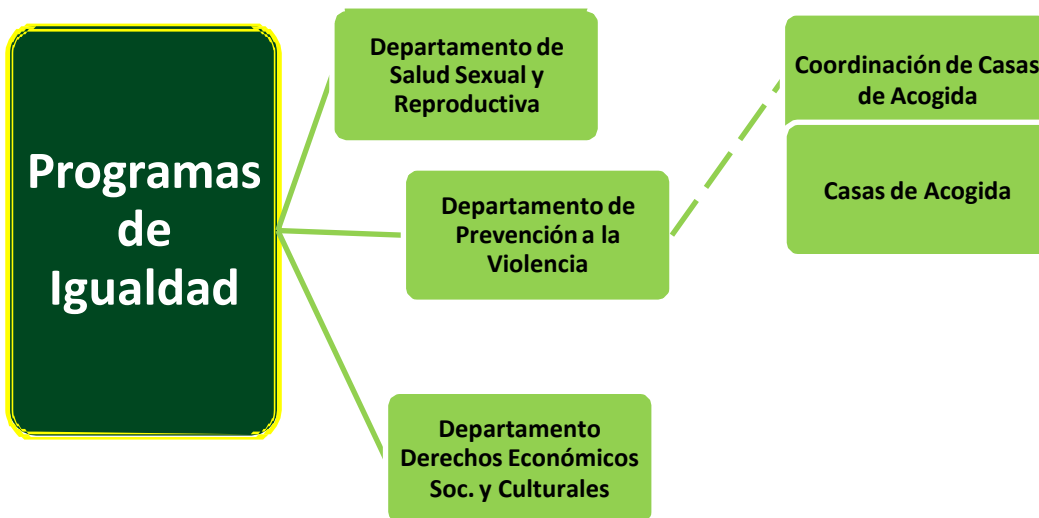 Programas
de
Igualdad
Departamento de
Salud Sexual y
Reproductiva
Departamento de
Prevención a la
Violencia
Departamento
Derechos Económicos
Soc. y Culturales
Coordinación de Casas
de Acogida
Casas de Acogida